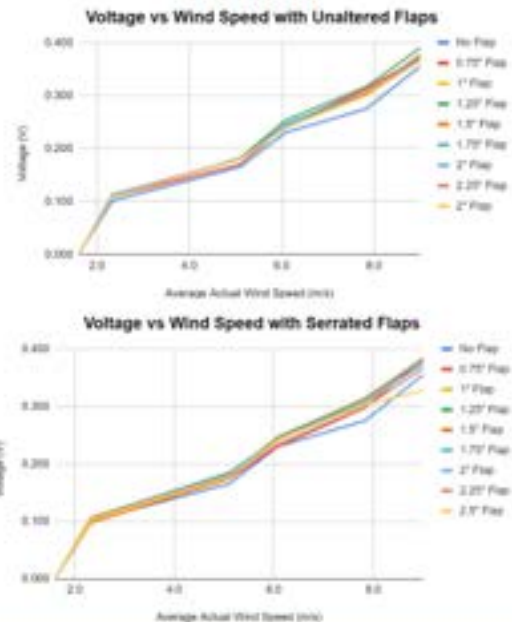 Voltage vs Wind Speed with Unaltered Flaps
0.400
0.300
0.200
0.100
0.000
Voltage (V)
2.0 4.0 6.0 8.0
Average Actual Wind Speed (m/s)
No Flap
0.75" Flap
1" Flap
1.25" Flap
1.5" Flap
1.75" Flap
2" Flap
2.25" Flap
2" Flap
Voltage vs Wind Speed with Serrated Flaps
0.400
0.300
0.200
0.100
0.000
Voltage (V)
2.0 4.0 6.0 8.0
Average Actual Wind Speed (m/s)
No Flap
0.75" Flap
1" Flap
1.25" Flap
1.5" Flap
1.75" Flap
2" Flap
2.25" Flap
2.5" Flap